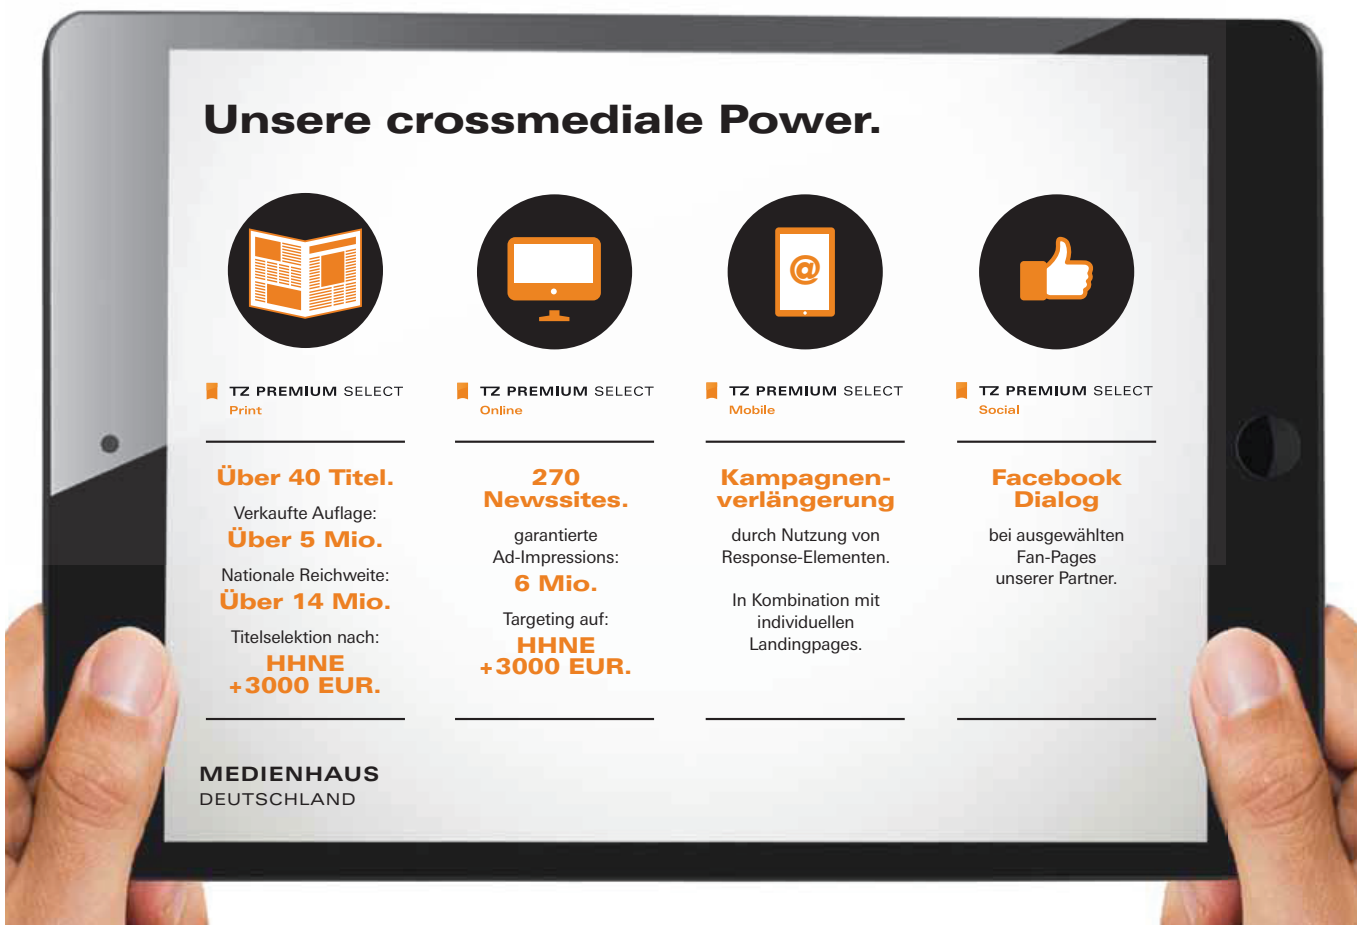 Unsere crossmediale Power.
@
TZ PREMIUM SELECT
Print
Über 40 Titel.
Verkaufte Auflage:
Über 5 Mio.
Nationale Reichweite:
Über 14 Mio.
Titelselektion nach:
HHNE
+3000 EUR.
TZ PREMIUM SELECT
Online
270
Newssites.
garantierte
Ad-Impressions:
6 Mio.
Targeting auf:
HHNE
+3000 EUR.
TZ PREMIUM SELECT
Mobile
Kampagnen-
verlängerung
durch Nutzung von
Response-Elementen.
In Kombination mit
individuellen
Landingpages.
TZ PREMIUM SELECT
Social
Facebook
Dialog
bei ausgewählten
Fan-Pages
unserer Partner.
MEDIENHAUS
DEUTSCHLAND